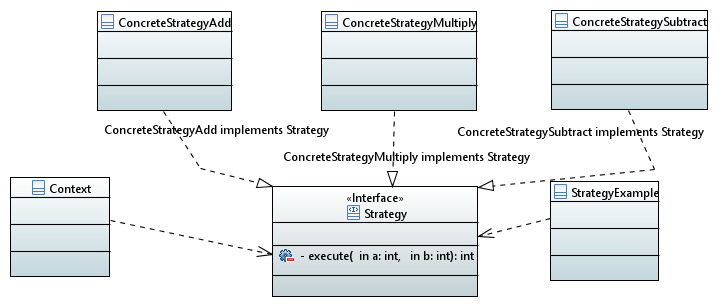 ConcreteStrategyAdd
ConcreteStrategyMultiply
ConcreteStrategySubtract
ConcreteStrategyAdd implements Strategy
ConcreteStrategySubtract implements Strategy
ConcreteStrategyMultiply implements Strategy
Context
«Interface»
Strategy
StrategyExample
- execute( in a: int, in b: int): int